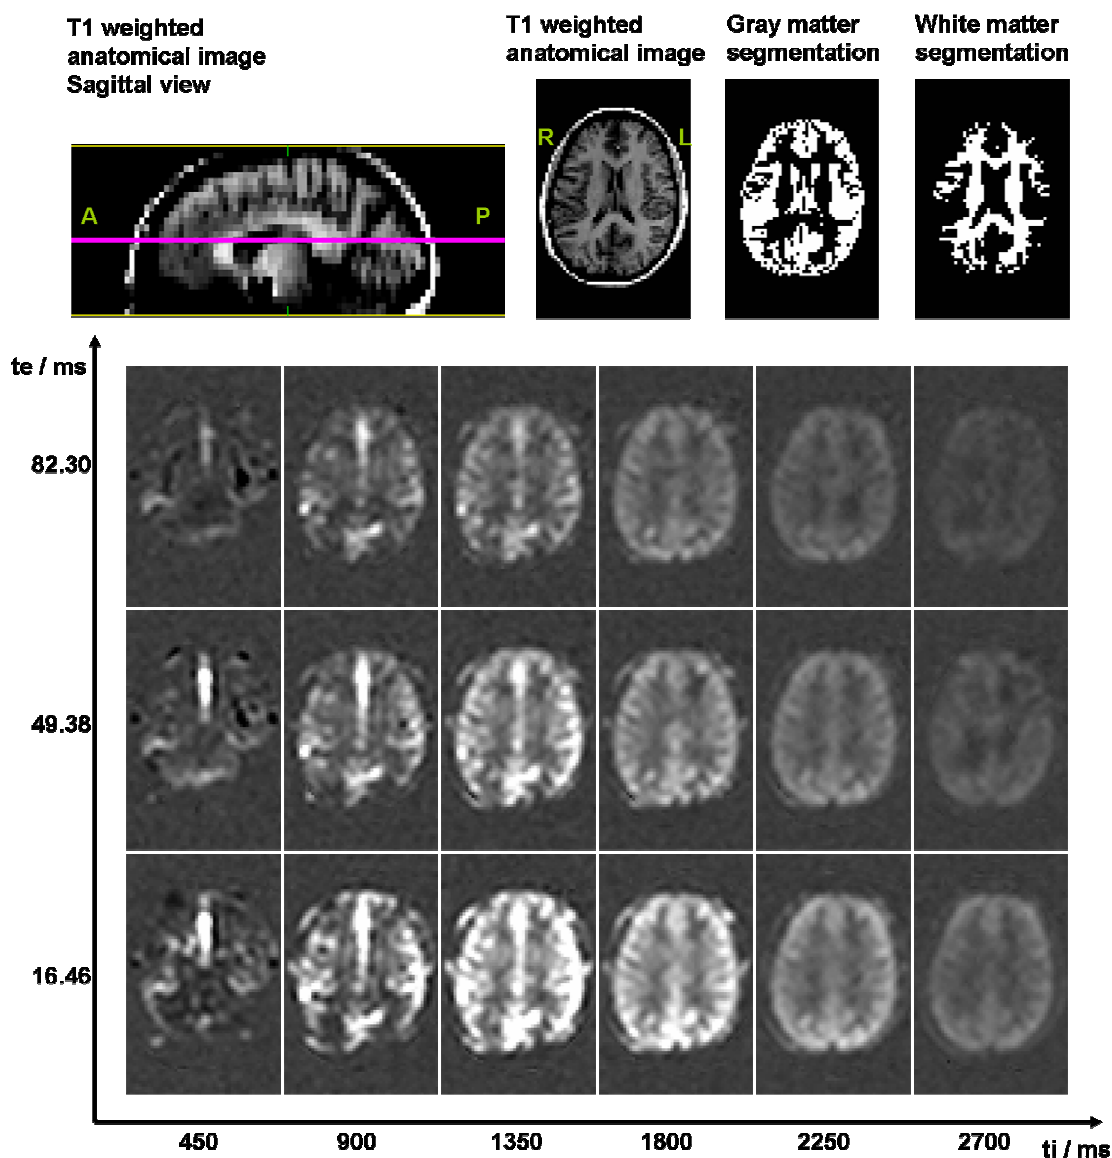 T1 weighted
anatomical image
Sagittal view
T1 weighted
anatomical image
Gray matter
segmentation
White matter
segmentation
A
P
R
L
te / ms
82.30
49.38
16.46
450
900
1350
1800
2250
2700
ti / ms